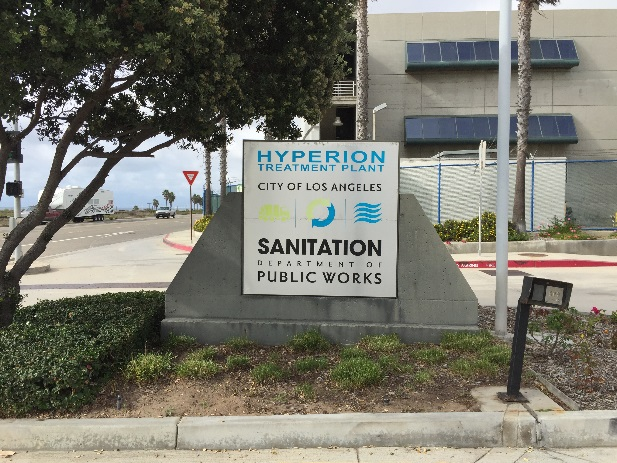 HYPERION
TREATMENT PLANT
CITY OF LOS ANGELES
SANITATION
DEPARTMENT OF
PUBLIC WORKS